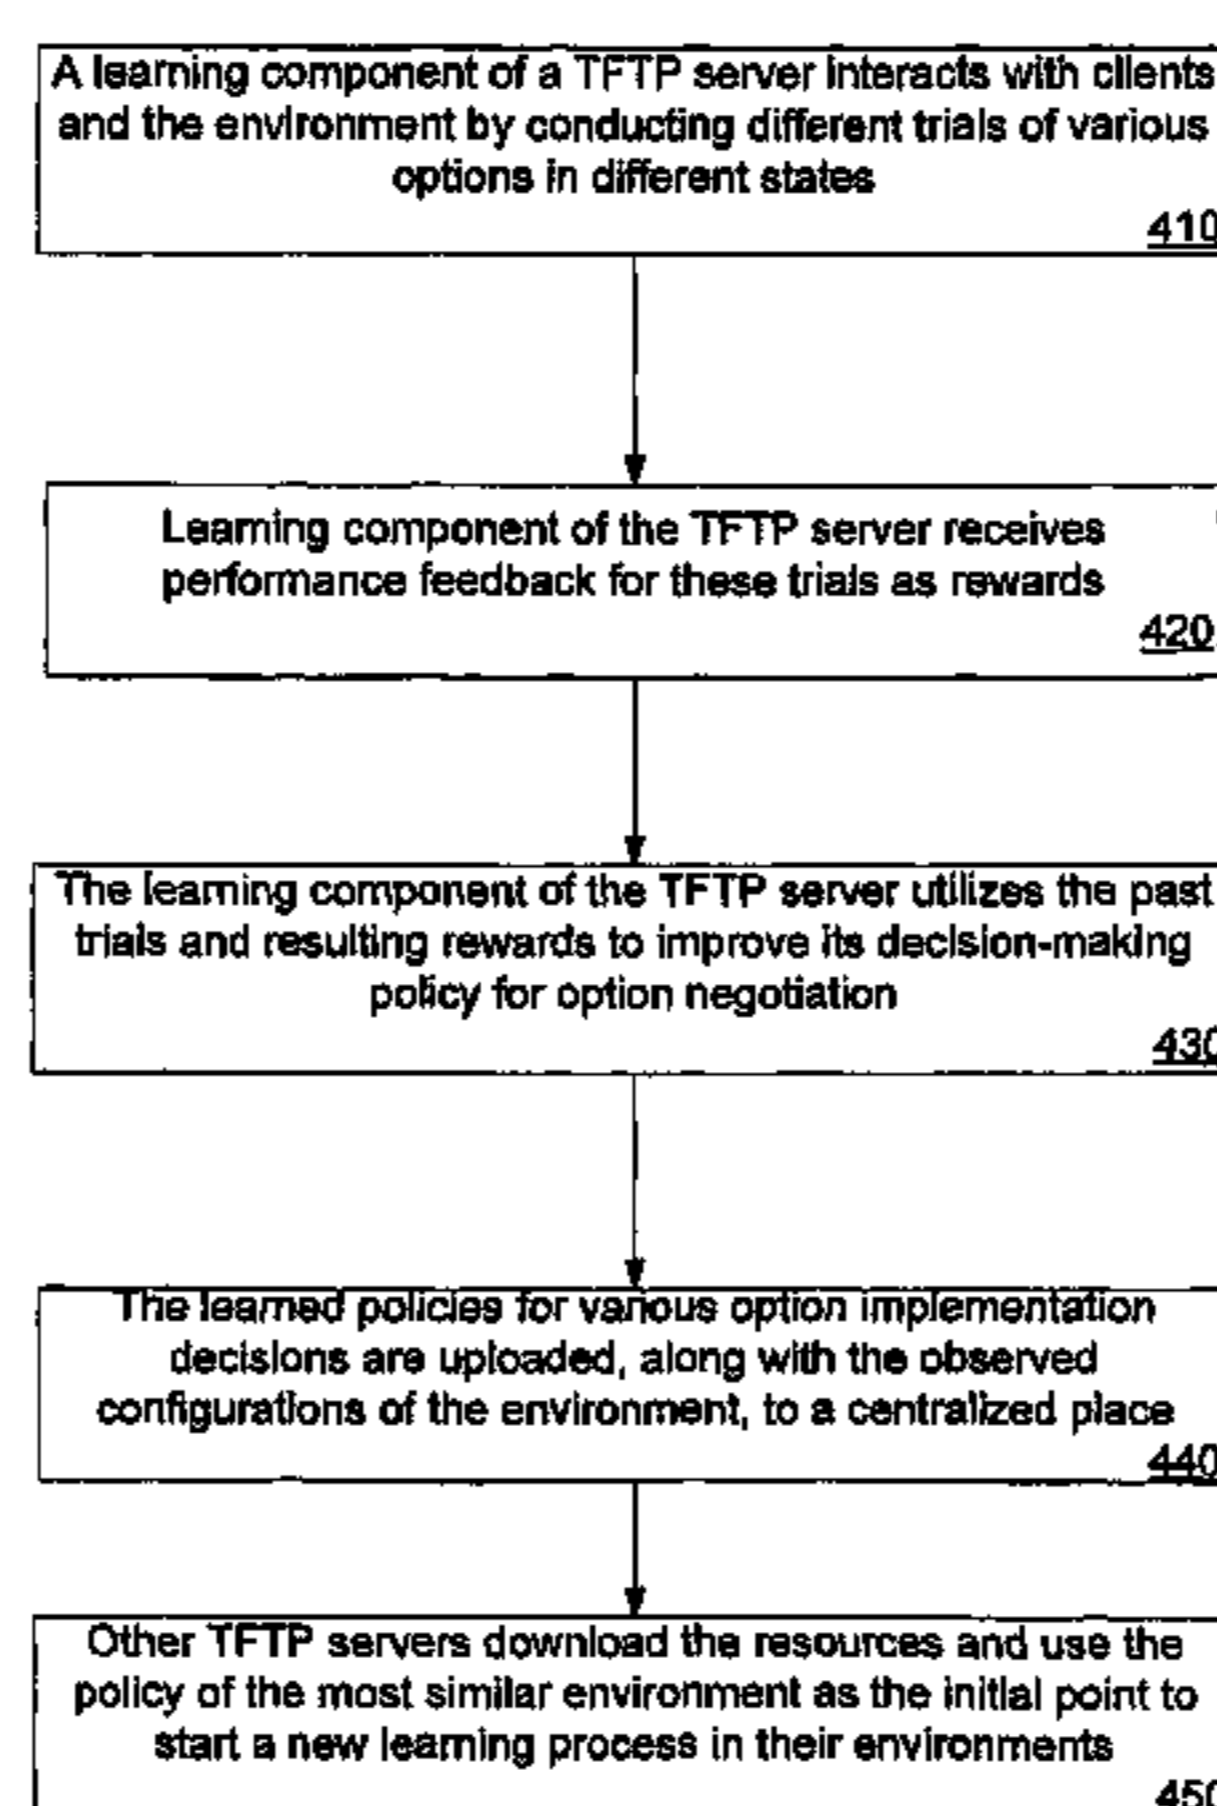 A learning component of a TFTP server interacts with clients
and the environment by conducting different trials of various
options in different states
410
Learning component of the TFTP server receives
performance feedback for these trials as rewards
420
The learning component of the TFTP server utilizes the past
trials and resulting rewards to improve its decision-making
policy for option negotiation
430
The learned policies for various option implementation
decisions are uploaded, along with the observed
configurations of the environment, to a centralized place
440
Other TFTP servers download the resources and use the
policy of the most similar environment as the initial point to
start a new learning process in their environments
450